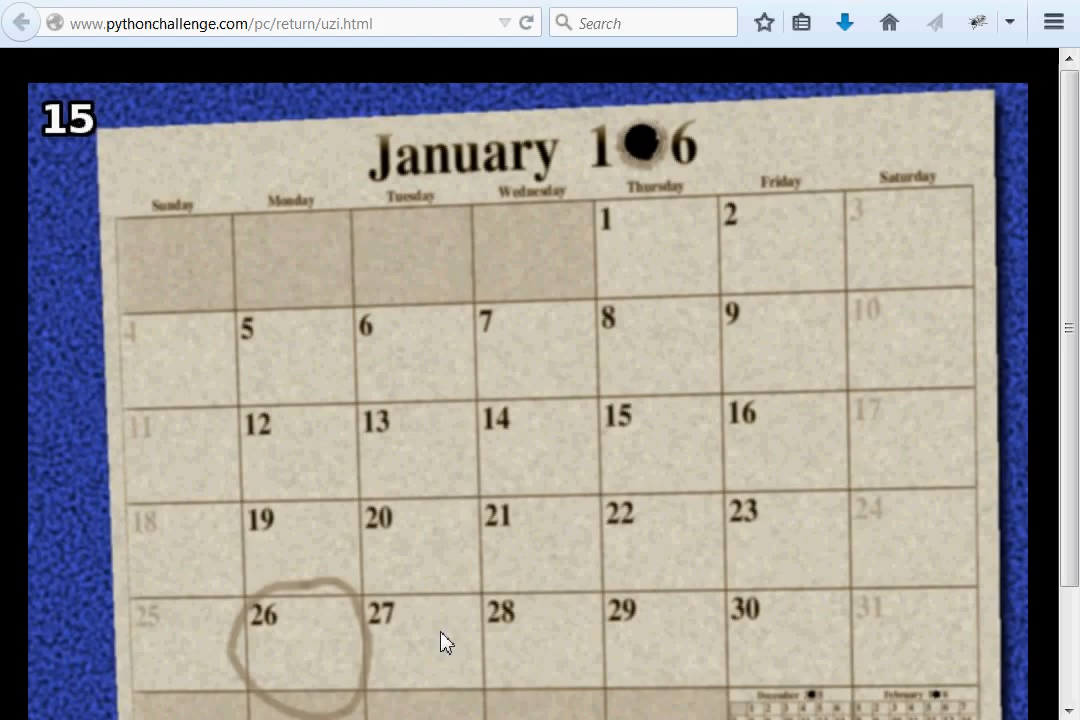 www.pythonchallenge.com/pc/return/uzi.html Search
15
January 1 6
Sunday Monday Tuesday Wednesday Thursday Friday Saturday
1 2 3
4 5 6 7 8 9 10
11 12 13 14 15 16 17
18 19 20 21 22 23 24
25 26 27 28 29 30 31